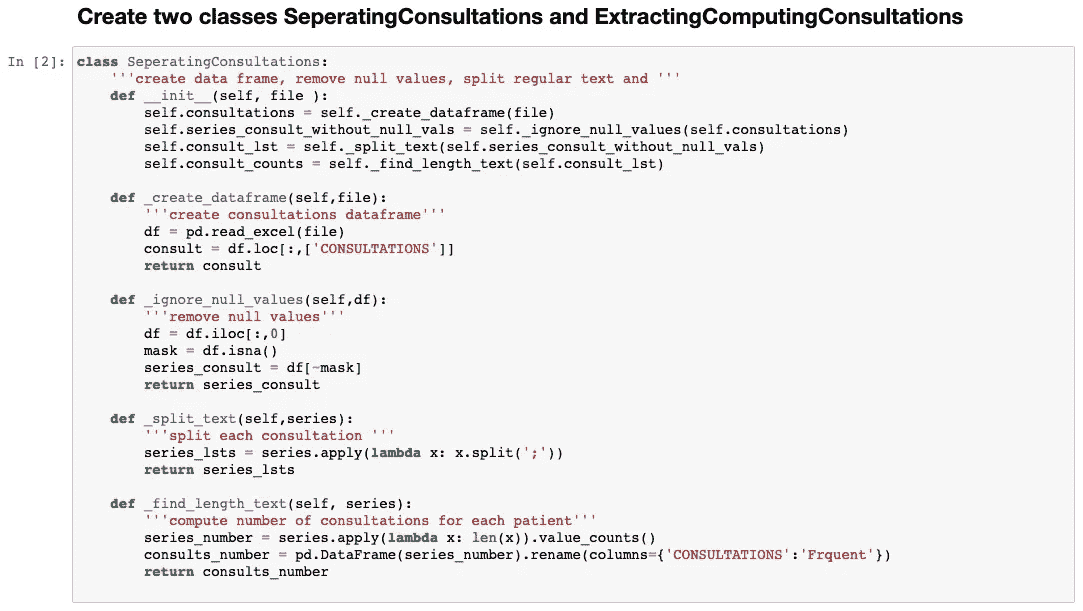 Create two classes SeperatingConsultations and ExtractingComputingConsultations
In [2]: class SeperatingConsultations:
'''create data frame, remove null values, split regular text and '''
def __init__(self, file ):
self.consultations = self._create_dataframe(file)
self.series_consult_without_null_vals = self._ignore_null_values(self.consultations)
self.consult_lst = self._split_text(self.series_consult_without_null_vals)
self.consult_counts = self._find_length_text(self.consult_lst)
def _create_dataframe(self,file):
'''create consultations dataframe'''
df = pd.read_excel(file)
consult = df.loc[:,['CONSULTATIONS']]
return consult
def _ignore_null_values(self,df):
'''remove null values'''
df = df.iloc[:,0]
mask = df.isna()
series_consult = df[~mask]
return series_consult
def _split_text(self,series):
'''split each consultation '''
series_lsts = series.apply(lambda x: x.split(';'))
return series_lsts
def _find_length_text(self, series):
'''compute number of consultations for each patient'''
series_number = series.apply(lambda x: len(x)).value_counts()
consults_number = pd.DataFrame(series_number).rename(columns={'CONSULTATIONS':'Frquent'})
return consults_number